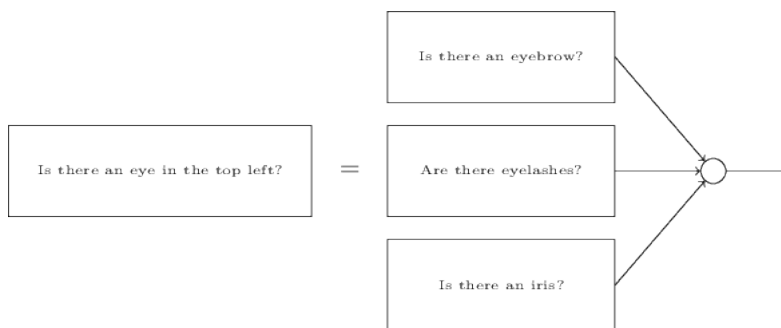 Is there an eyebrow?
Is there an eye in the top left?
=
Are there eyelashes?
Is there an iris?